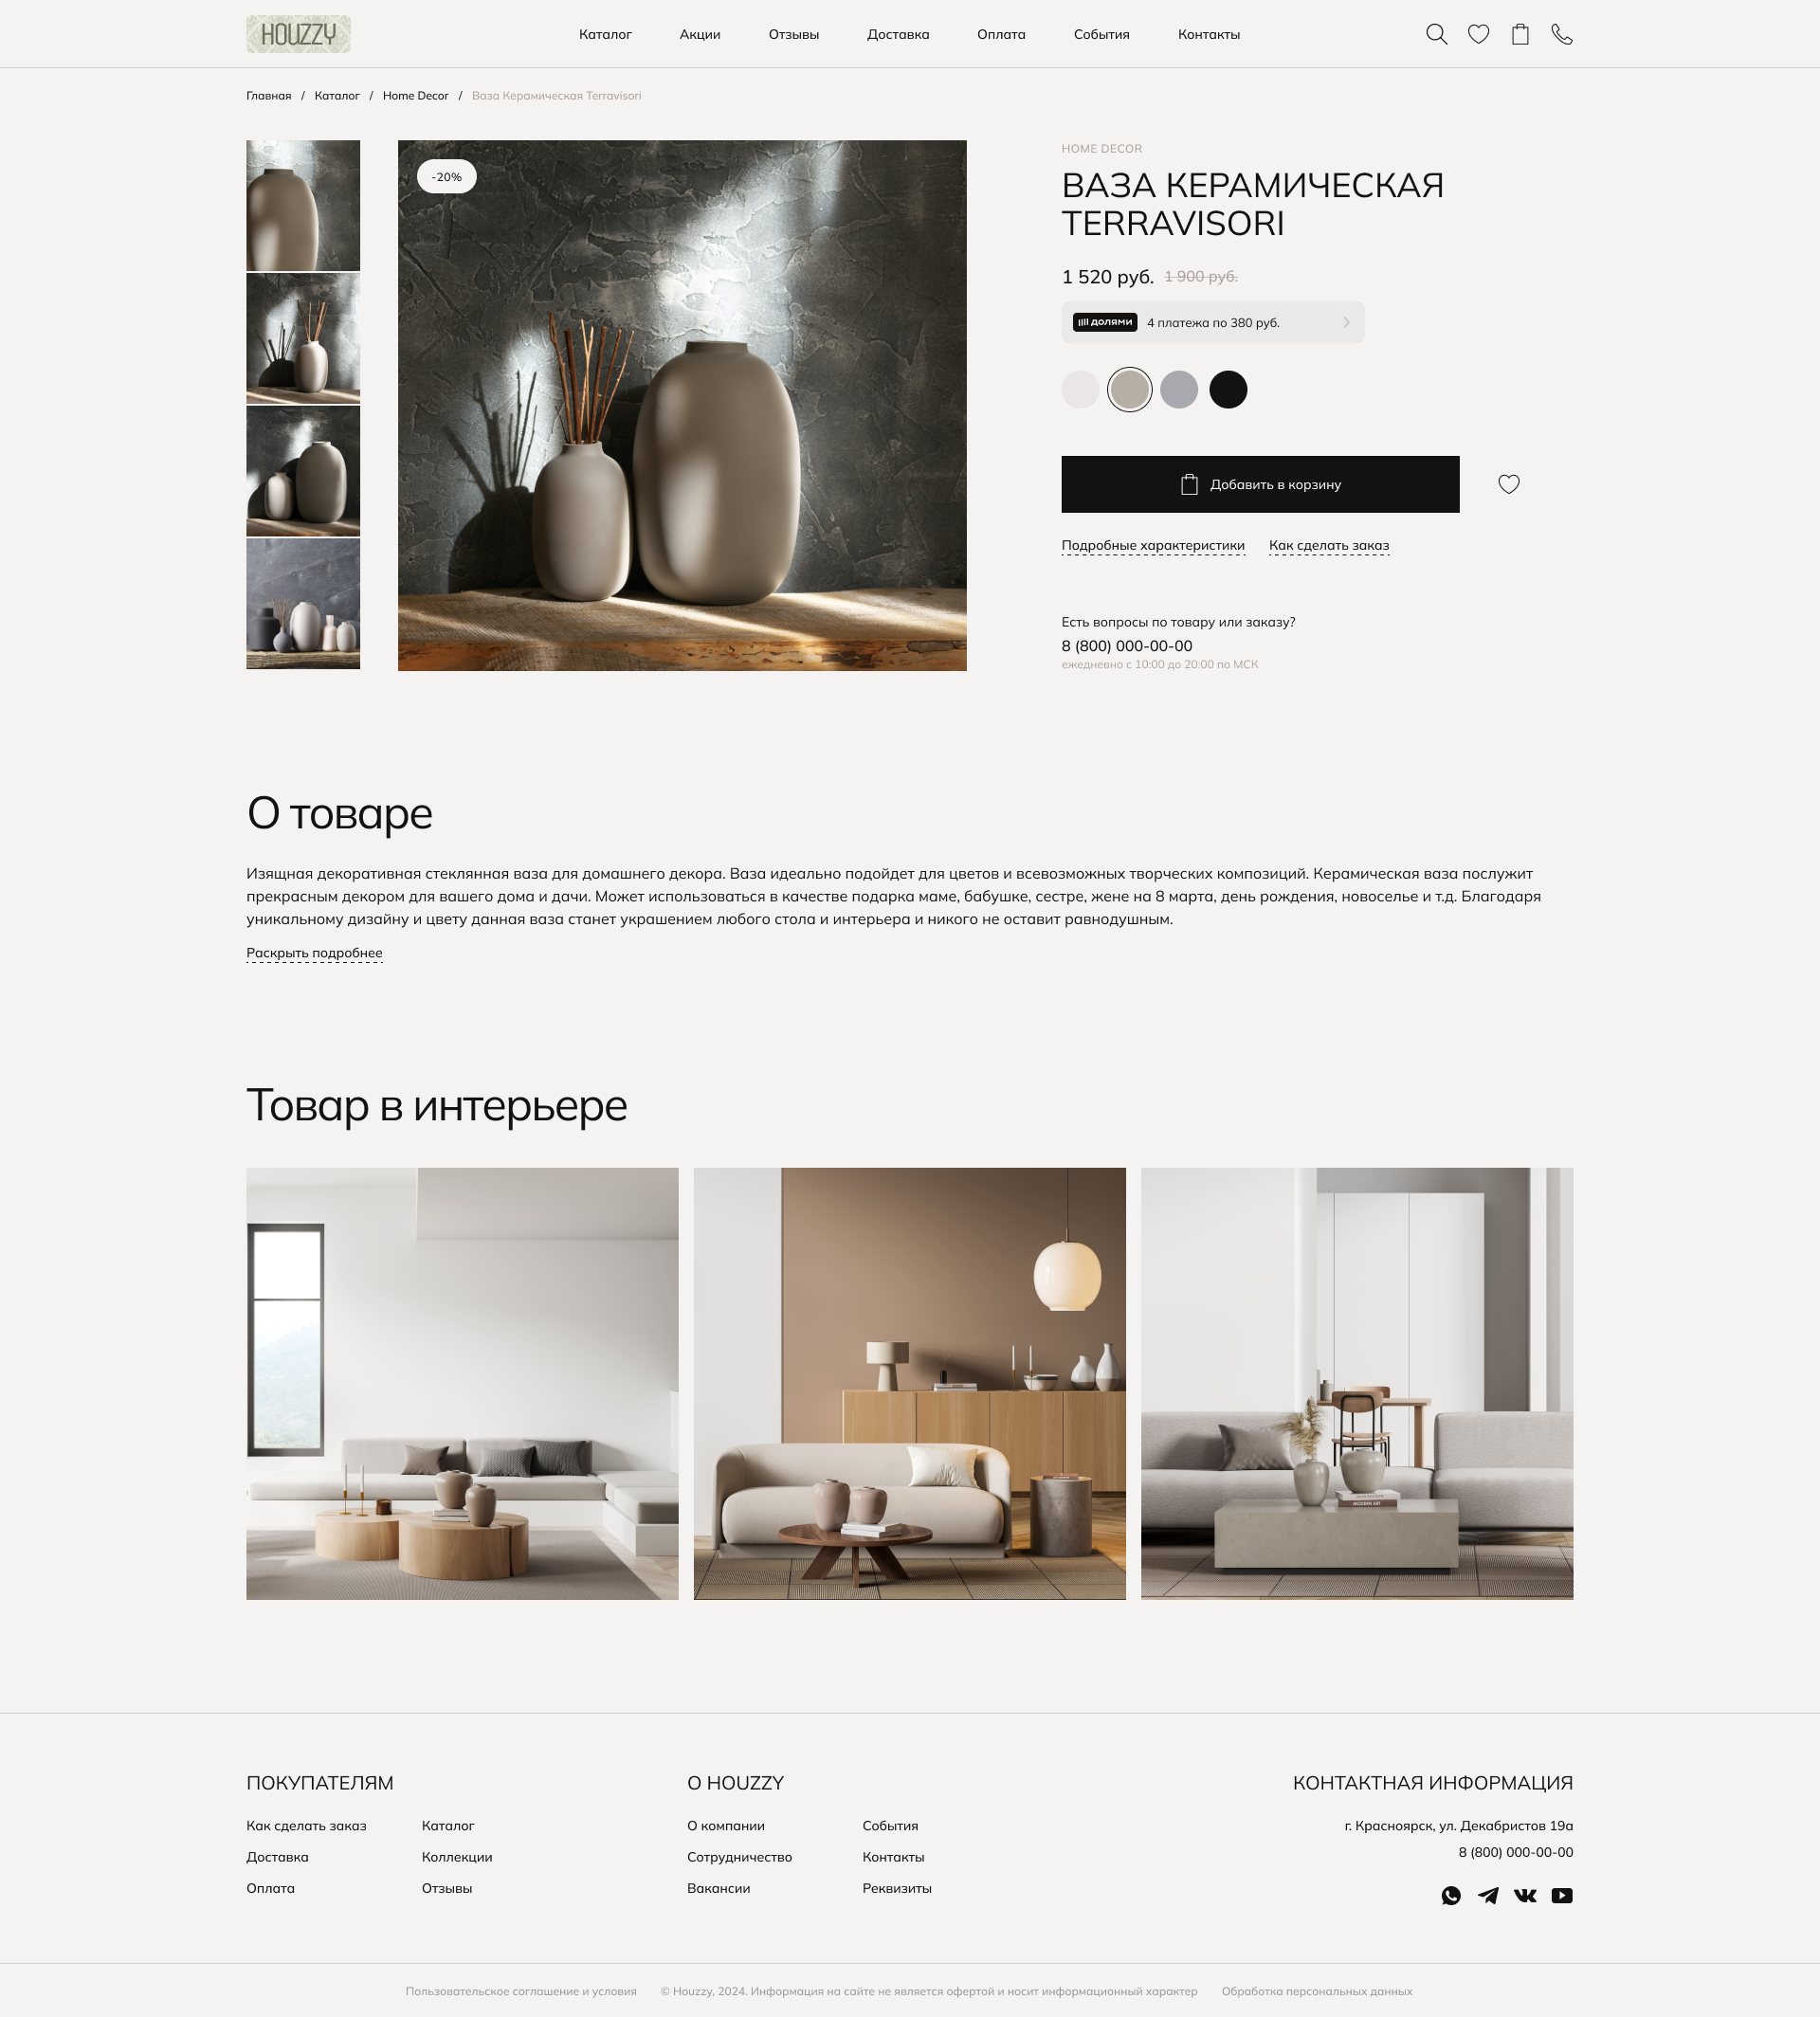 HOUZZY
Каталог Акции Отзывы Доставка Оплата События Контакты
Главная / Каталог / Home Decor / Ваза Керамическая Terravisori
-20%
HOME DECOR
ВАЗА КЕРАМИЧЕСКАЯ
TERRAVISORI
1 520 руб. 1 900 руб.
долями 4 платежа по 380 руб.
Добавить в корзину
Подробные характеристики Как сделать заказ
Есть вопросы по товару или заказу?
8 (800) 000-00-00
ежедневно с 10:00 до 20:00 по МСК
О товаре
Изящная декоративная стеклянная ваза для домашнего декора. Ваза идеально подойдет для цветов и всевозможных творческих композиций. Керамическая ваза послужит
прекрасным декором для вашего дома и дачи. Может использоваться в качестве подарка маме, бабушке, сестре, жене на 8 марта, день рождения, новоселье и т.д. Благодаря
уникальному дизайну и цвету данная ваза станет украшением любого стола и интерьера и никого не оставит равнодушным.
Раскрыть подробнее
Товар в интерьере
MODERN ART
ПОКУПАТЕЛЯМ
Как сделать заказ Каталог
Доставка Коллекции
Оплата Отзывы
О HOUZZY
О компании События
Сотрудничество Контакты
Вакансии Реквизиты
КОНТАКТНАЯ ИНФОРМАЦИЯ
г. Красноярск, ул. Декабристов 19а
8 (800) 000-00-00
Пользовательское соглашение и условия © Houzzy, 2024. Информация на сайте не является офертой и носит информационный характер Обработка персональных данных